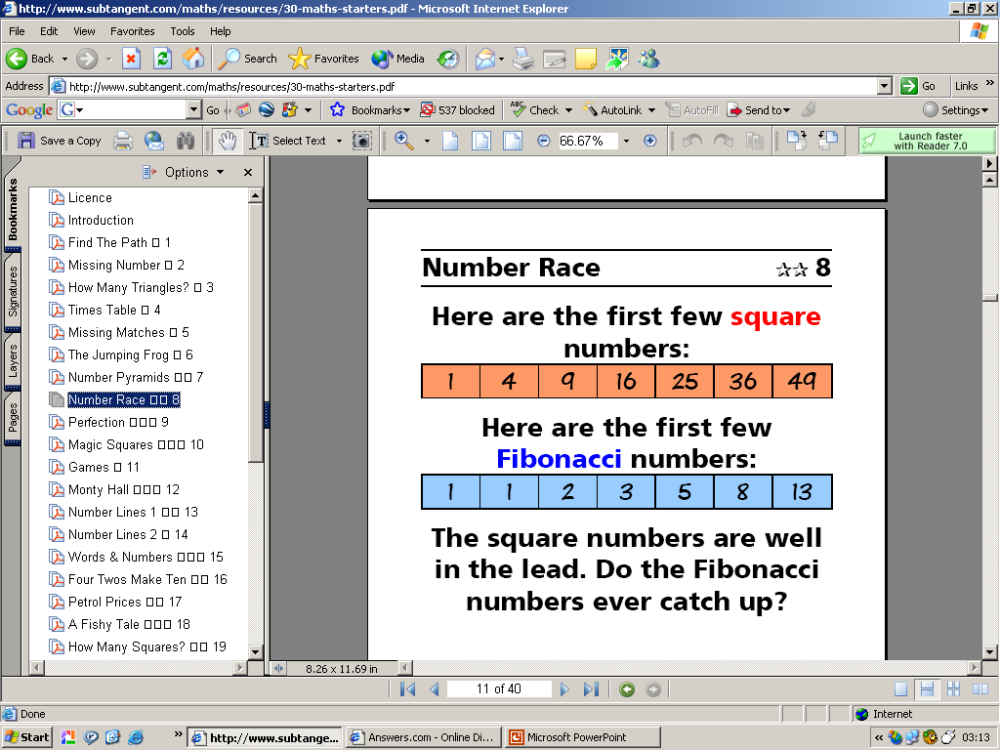 http://www.subtangent.com/maths/resources/30-maths-starters.pdf - Microsoft Internet Explorer
File Edit View Favorites Tools Help
Back Search Favorites Media
Address http://www.subtangent.com/maths/resources/30-maths-starters.pdf Go Links »
Google G Go Bookmarks 537 blocked ABC Check AutoLink AutoFill Send to Settings
Save a Copy Select Text 66.67% Launch faster
with Reader 7.0
Options
Bookmarks
Signatures
Layers
Pages
Licence
Introduction
Find The Path □ 1
Missing Number □ 2
How Many Triangles? □ 3
Times Table □ 4
Missing Matches □ 5
The Jumping Frog □ 6
Number Pyramids □□ 7
Number Race □□ 8
Perfection □□□ 9
Magic Squares □□□ 10
Games □ 11
Monty Hall □□□ 12
Number Lines 1 □□ 13
Number Lines 2 □ 14
Words & Numbers □□□ 15
Four Twos Make Ten □□ 16
Petrol Prices □□ 17
A Fishy Tale □□□ 18
How Many Squares? □□ 19
Number Race ☆☆ 8
Here are the first few square
numbers:
1 4 9 16 25 36 49
Here are the first few
Fibonacci numbers:
1 1 2 3 5 8 13
The square numbers are well
in the lead. Do the Fibonacci
numbers ever catch up?
8.26 x 11.69 in
11 of 40
Done Internet
Start » http://www.subtange... Answers.com - Online Di... Microsoft PowerPoint « 03:13